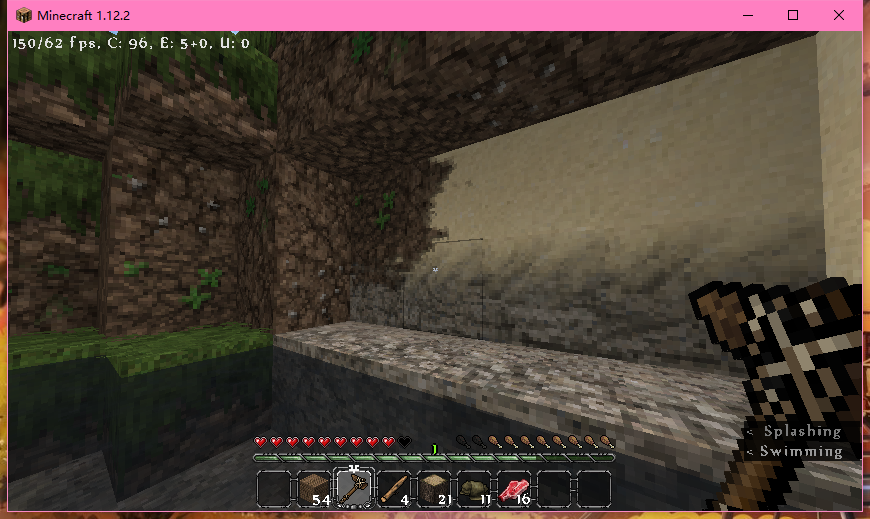 Minecraft 1.12.2
150/62 fps, C: 96, E: 5+0, U: 0
< Splashing
< Swimming
1
54 4 21 11 16